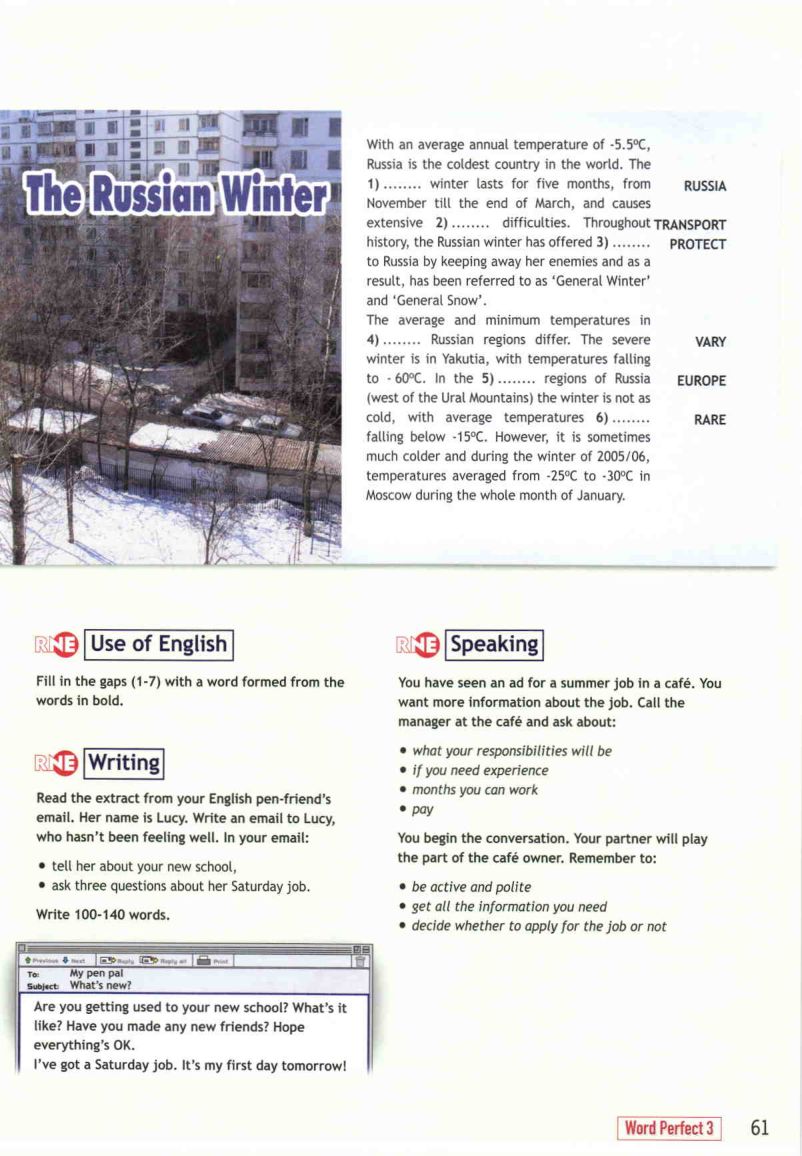 The Russian Winter
With an average annual temperature of -5.5ºC,
Russia is the coldest country in the world. The
1) ........ winter lasts for five months, from RUSSIA
November till the end of March, and causes
extensive 2) ........ difficulties. Throughout TRANSPORT
history, the Russian winter has offered 3) ........ PROTECT
to Russia by keeping away her enemies and as a
result, has been referred to as ‘General Winter’
and ‘General Snow’.
The average and minimum temperatures in
4) ........ Russian regions differ. The severe VARY
winter is in Yakutia, with temperatures falling
to - 60ºC. In the 5) ........ regions of Russia EUROPE
(west of the Ural Mountains) the winter is not as
cold, with average temperatures 6) ........ RARE
falling below -15ºC. However, it is sometimes
much colder and during the winter of 2005/06,
temperatures averaged from -25ºC to -30ºC in
Moscow during the whole month of January.
RNE Use of English
Fill in the gaps (1-7) with a word formed from the
words in bold.
RNE Writing
Read the extract from your English pen-friend’s
email. Her name is Lucy. Write an email to Lucy,
who hasn’t been feeling well. In your email:
• tell her about your new school,
• ask three questions about her Saturday job.
Write 100-140 words.
Previous Next Reply Reply all Print
To: My pen pal
Subject: What’s new?
Are you getting used to your new school? What’s it
like? Have you made any new friends? Hope
everything’s OK.
I’ve got a Saturday job. It’s my first day tomorrow!
RNE Speaking
You have seen an ad for a summer job in a café. You
want more information about the job. Call the
manager at the café and ask about:
• what your responsibilities will be
• if you need experience
• months you can work
• pay
You begin the conversation. Your partner will play
the part of the café owner. Remember to:
• be active and polite
• get all the information you need
• decide whether to apply for the job or not
Word Perfect 3 61